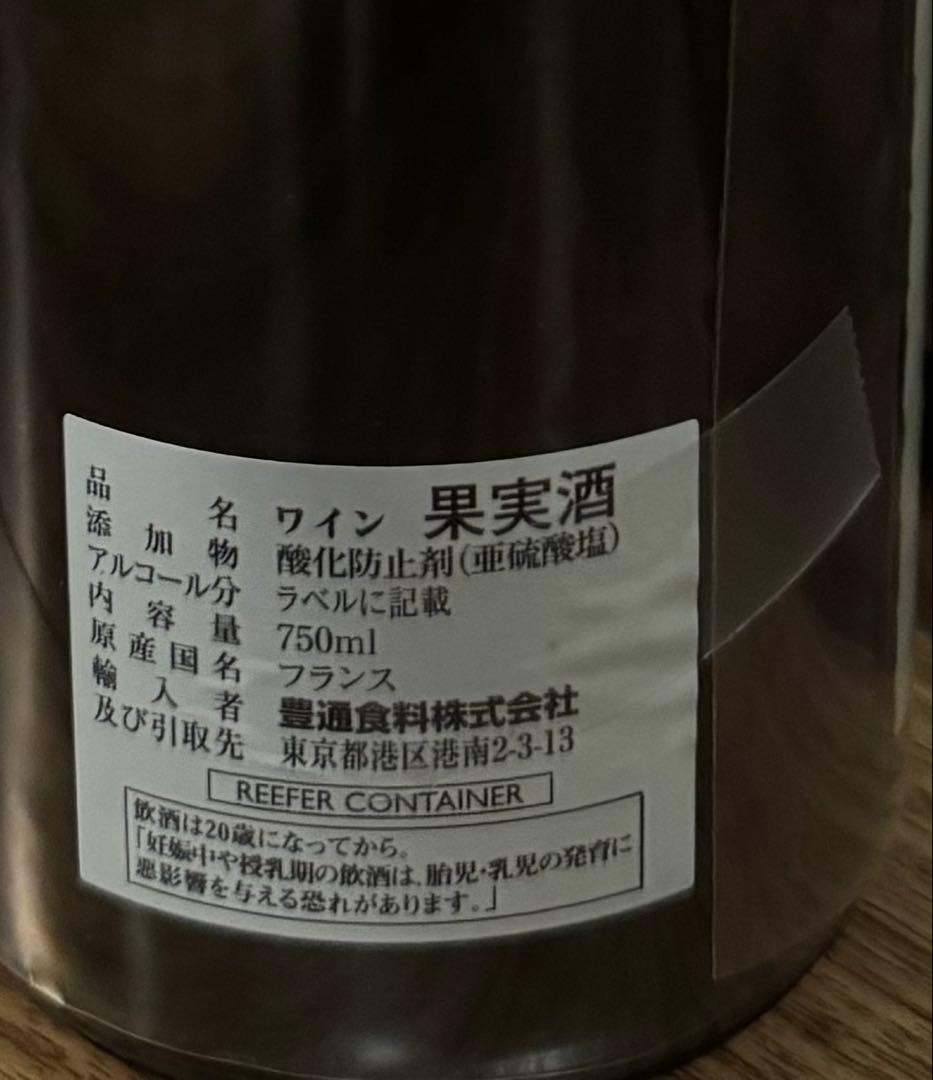 品名 ワイン 果実酒
添加物 酸化防止剤(亜硫酸塩)
アルコール分 ラベルに記載
内容量 750ml
原産国名 フランス
輸入者 豊通食料株式会社
及び引取先 東京都港区港南2-3-13
REEFER CONTAINER
飲酒は20歳になってから。
「妊娠中や授乳期の飲酒は、胎児・乳児の発育に
悪影響を与える恐れがあります。」